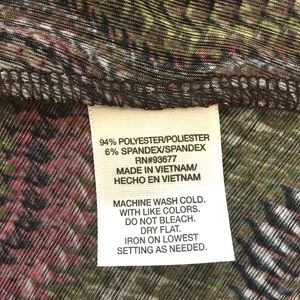 94% POLYESTER/POLIESTER
6% SPANDEX/SPANDEX
RN#93677
MADE IN VIETNAM/
HECHO EN VIETNAM
MACHINE WASH COLD.
WITH LIKE COLORS.
DO NOT BLEACH.
DRY FLAT.
IRON ON LOWEST
SETTING AS NEEDED.